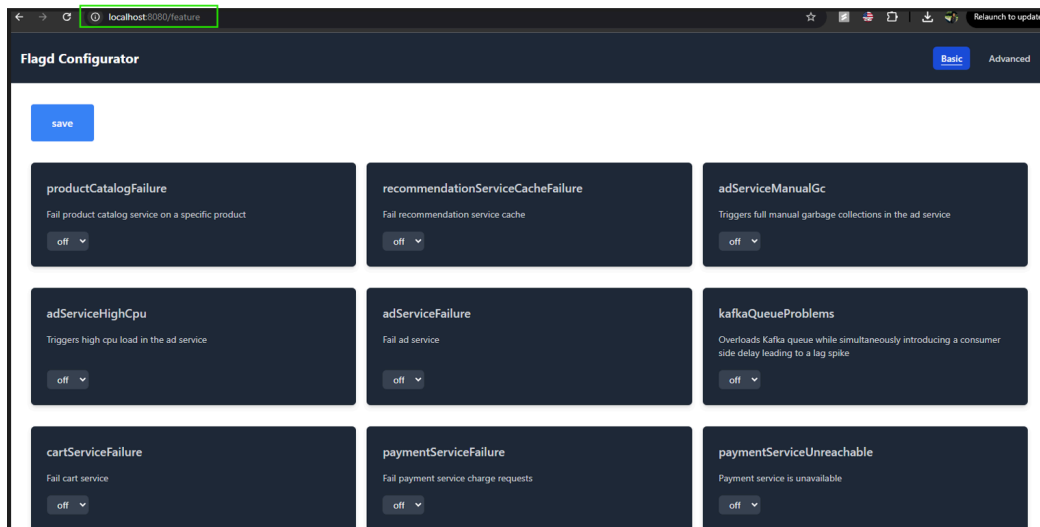 localhost:8080/feature
Relaunch to update
Flagd Configurator
Basic
Advanced
save
productCatalogFailure
Fail product catalog service on a specific product
off
recommendationServiceCacheFailure
Fail recommendation service cache
off
adServiceManualGc
Triggers full manual garbage collections in the ad service
off
adServiceHighCpu
Triggers high cpu load in the ad service
off
adServiceFailure
Fail ad service
off
kafkaQueueProblems
Overloads Kafka queue while simultaneously introducing a consumer
side delay leading to a lag spike
off
cartServiceFailure
Fail cart service
off
paymentServiceFailure
Fail payment service charge requests
off
paymentServiceUnreachable
Payment service is unavailable
off